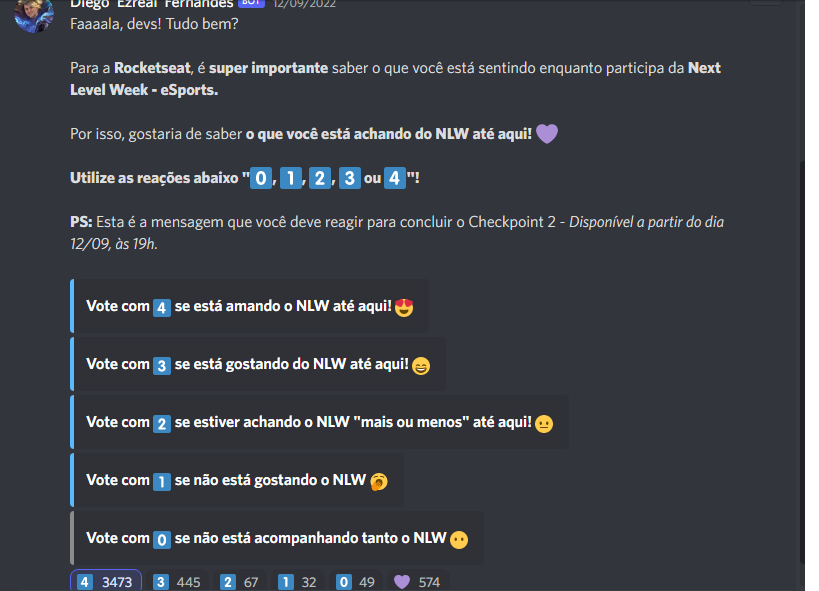 Diego "Ezreal" Fernandes BOT 12/09/2022
Faaaala, devs! Tudo bem?
Para a Rocketseat, é super importante saber o que você está sentindo enquanto participa da Next
Level Week - eSports.
Por isso, gostaria de saber o que você está achando do NLW até aqui! 💜
Utilize as reações abaixo "0, 1, 2, 3 ou 4"!
PS: Esta é a mensagem que você deve reagir para concluir o Checkpoint 2 - Disponível a partir do dia
12/09, às 19h.
Vote com 4 se está amando o NLW até aqui! 😍
Vote com 3 se está gostando do NLW até aqui! 😄
Vote com 2 se estiver achando o NLW "mais ou menos" até aqui! 😐
Vote com 1 se não está gostando o NLW 🥱
Vote com 0 se não está acompanhando tanto o NLW 😶
4 3473 3 445 2 67 1 32 0 49 💜 574